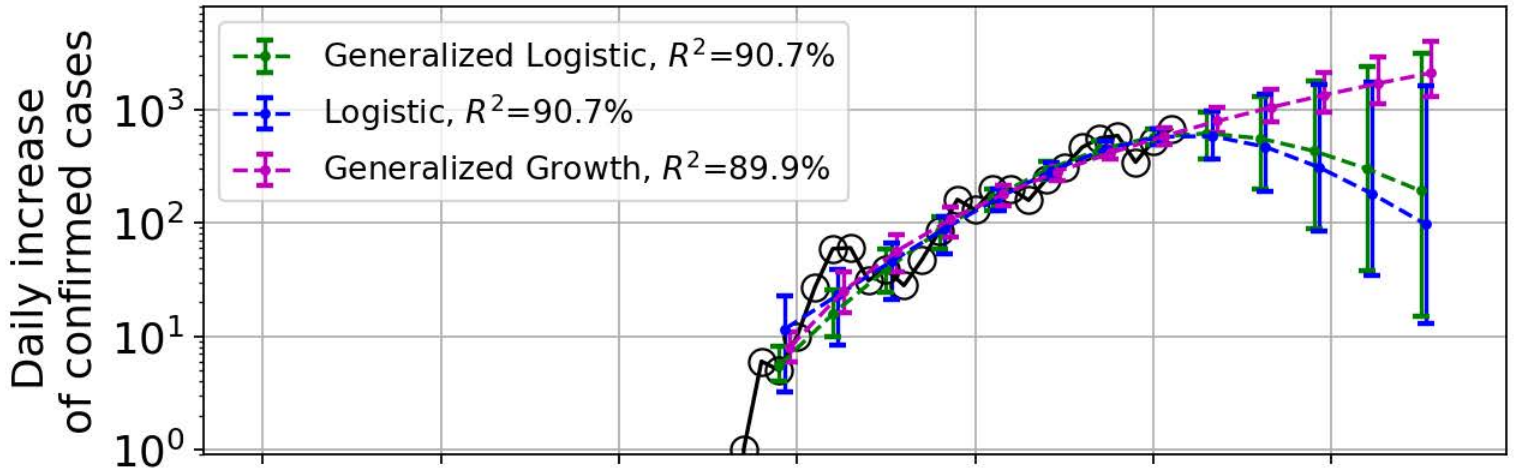 Daily increase
of confirmed cases
10³
10²
10¹
10⁰
Generalized Logistic, R²=90.7%
Logistic, R²=90.7%
Generalized Growth, R²=89.9%